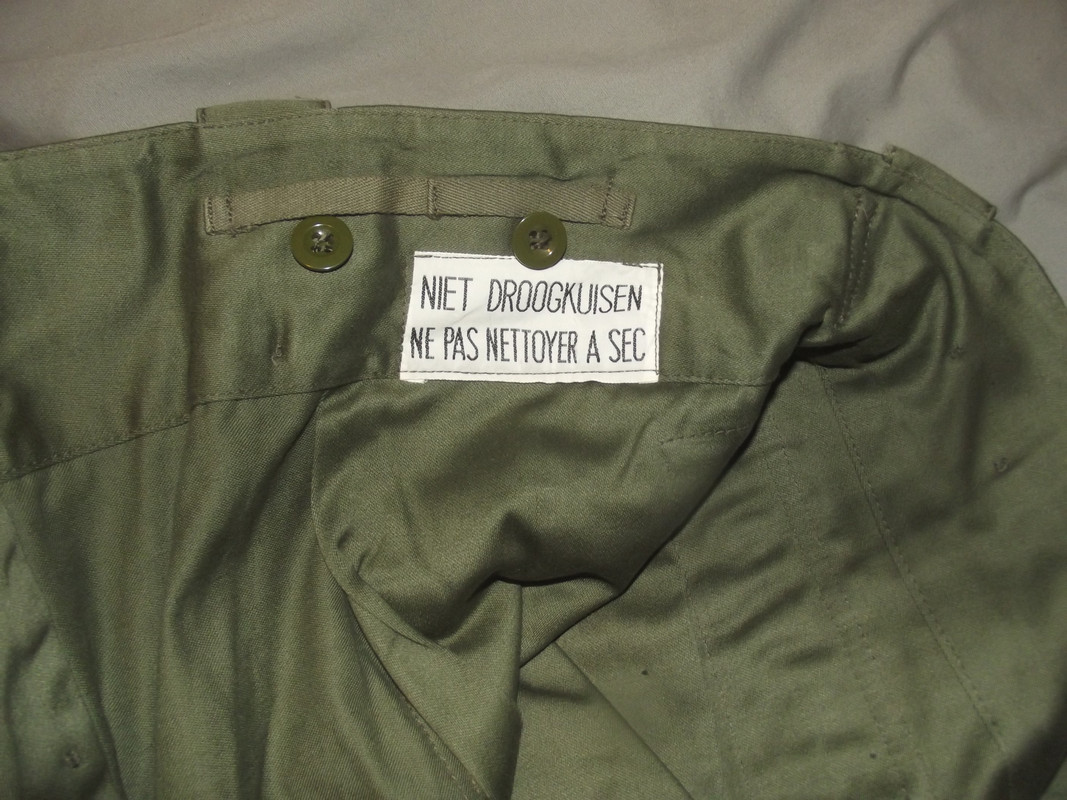 NIET DROOGKUISEN
NE PAS NETTOYER A SEC